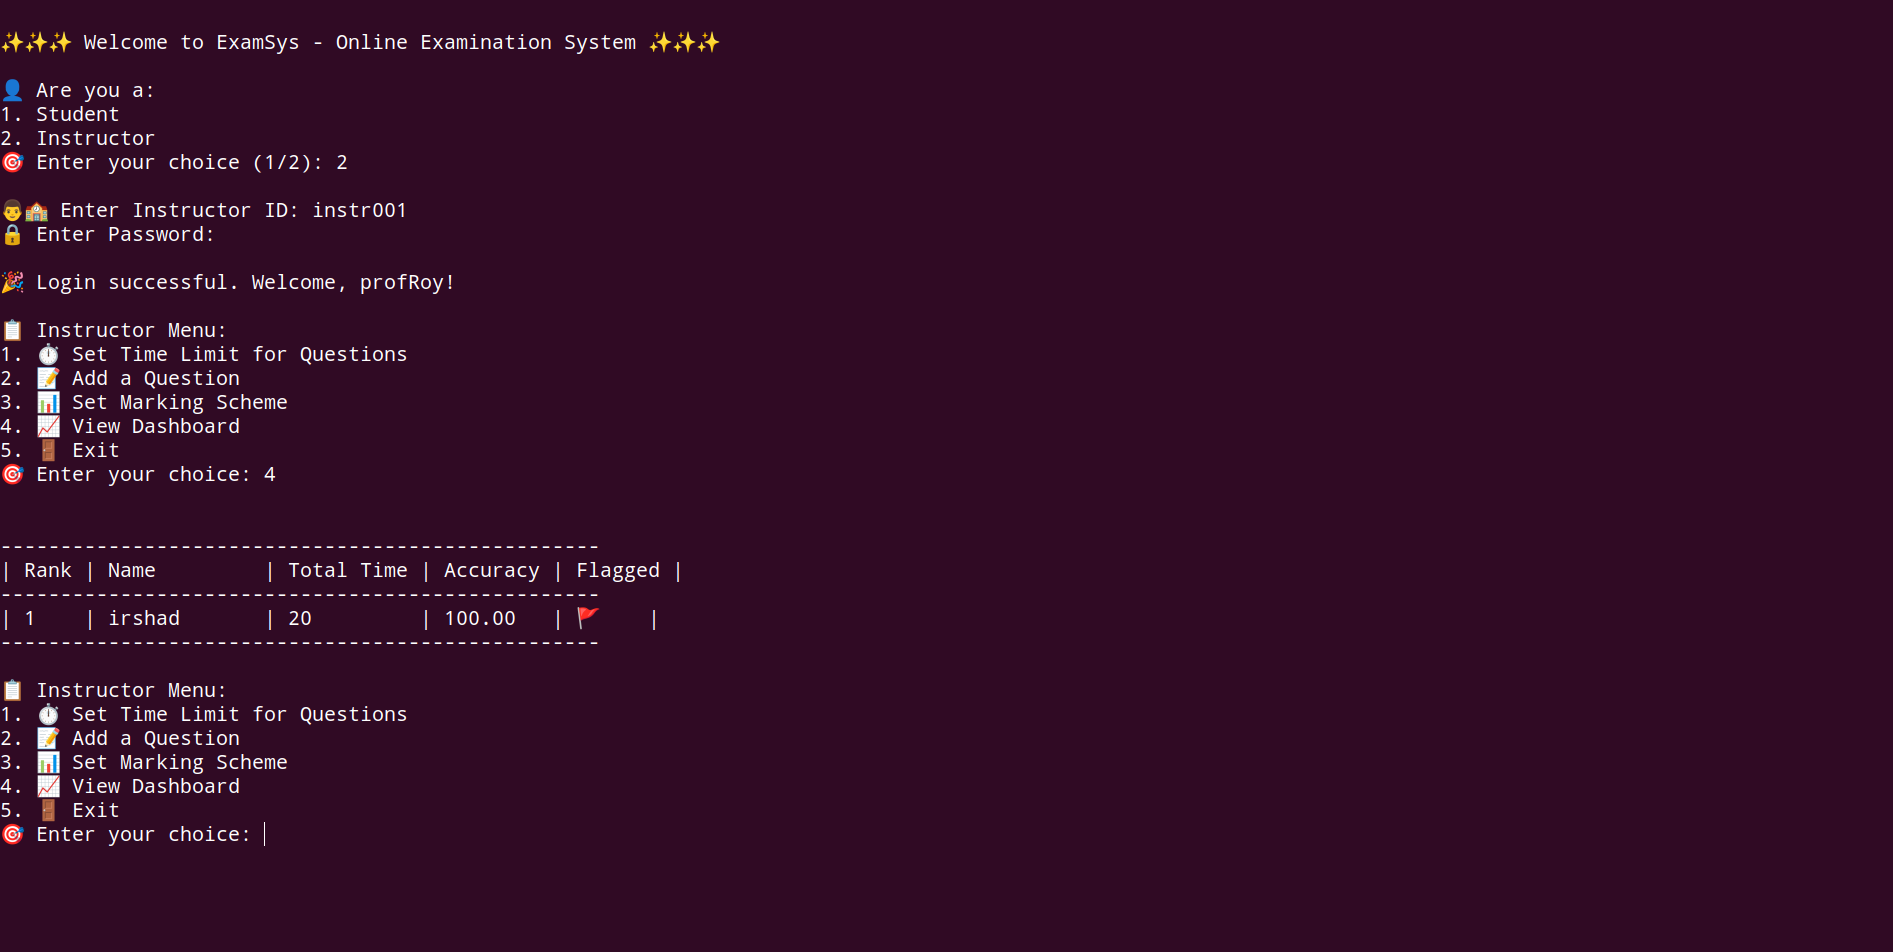 ✨✨✨ Welcome to ExamSys - Online Examination System ✨✨✨
👤 Are you a:
1. Student
2. Instructor
🎯 Enter your choice (1/2): 2
👨🏫 Enter Instructor ID: instr001
🔒 Enter Password:
🎉 Login successful. Welcome, profRoy!
📋 Instructor Menu:
1. ⏱️ Set Time Limit for Questions
2. 📝 Add a Question
3. 📊 Set Marking Scheme
4. 📈 View Dashboard
5. 🚪 Exit
🎯 Enter your choice: 4
--------------------------------------------------
| Rank | Name         | Total Time | Accuracy | Flagged |
--------------------------------------------------
| 1    | irshad       | 20         | 100.00   | 🚩    |
--------------------------------------------------
📋 Instructor Menu:
1. ⏱️ Set Time Limit for Questions
2. 📝 Add a Question
3. 📊 Set Marking Scheme
4. 📈 View Dashboard
5. 🚪 Exit
🎯 Enter your choice: